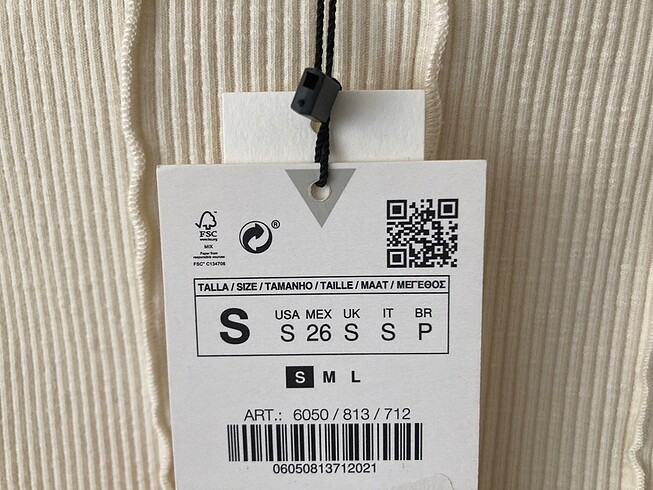 FSC
www.fsc.org
MIX
Paper from
responsible sources
FSC® C134706
®
TALLA / SIZE / TAMANHO / TAILLE / MAAT / ΜΕΓΕΘΟΣ
S
USA MEX UK IT BR
S 26 S S P
S M L
ART.: 6050 / 813 / 712
06050813712021